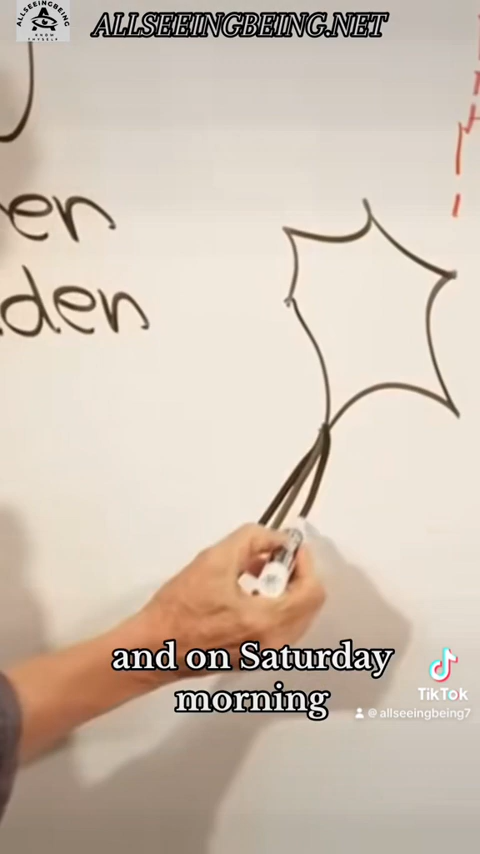 ALLSEEINGBEING
KNOW
THYSELF
ALLSEEINGBEING.NET
en
den
and on Saturday
morning
TikTok
@allseeingbeing7